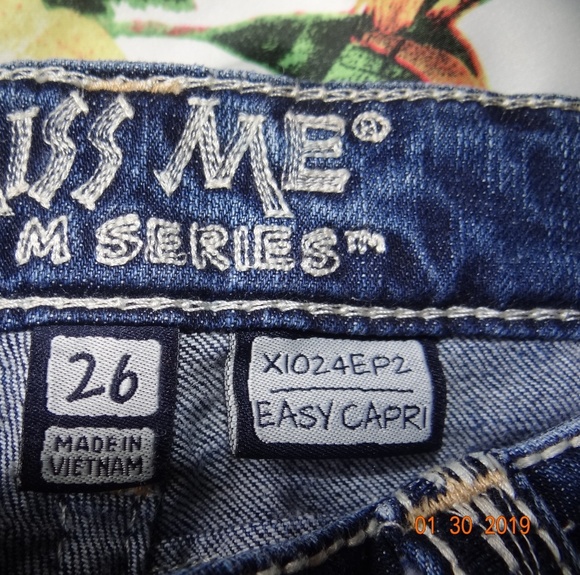 ISS ME®
M SERIES™
26
MADE IN
VIETNAM
X1024EP2
EASY CAPRI
01 30 2019